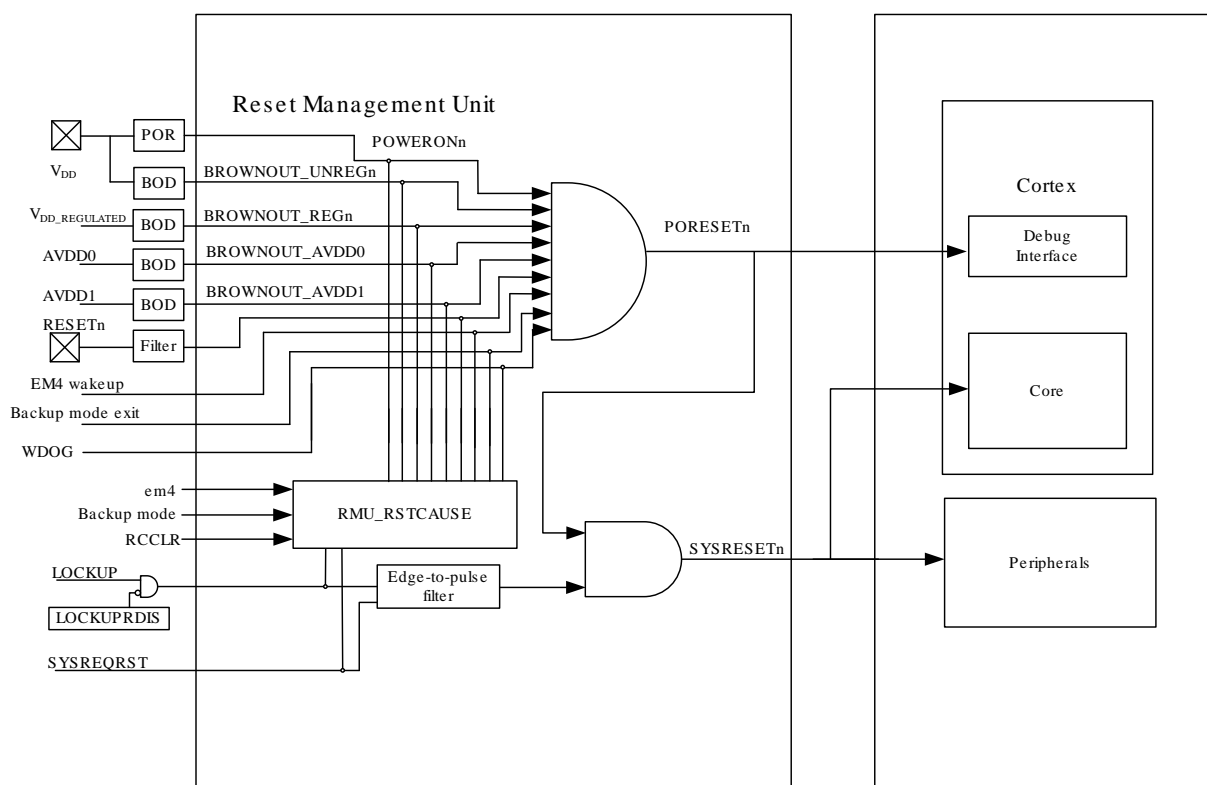 Reset Management Unit
POR
POWERONn
VDD
BOD
BROWNOUT_UNREGn
VDD_REGULATED
BOD
BROWNOUT_REGn
AVDD0
BOD
BROWNOUT_AVDD0
AVDD1
BOD
BROWNOUT_AVDD1
RESETn
Filter
EM4 wakeup
Backup mode exit
WDOG
em4
Backup mode
RCCLR
RMU_RSTCAUSE
LOCKUP
LOCKUPRDIS
Edge-to-pulse
filter
SYSREQRST
PORESETn
SYSRESETn
Cortex
Debug
Interface
Core
Peripherals